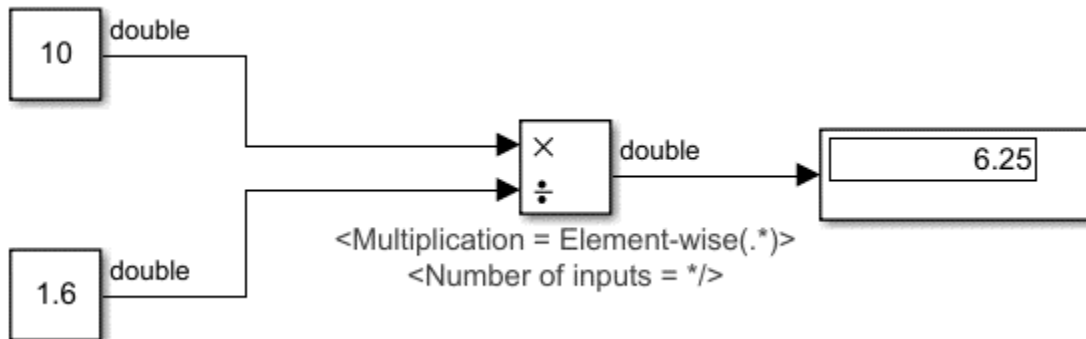 double
10
×
÷
double
6.25
<Multiplication = Element-wise(.*)>
<Number of inputs = */>
double
1.6